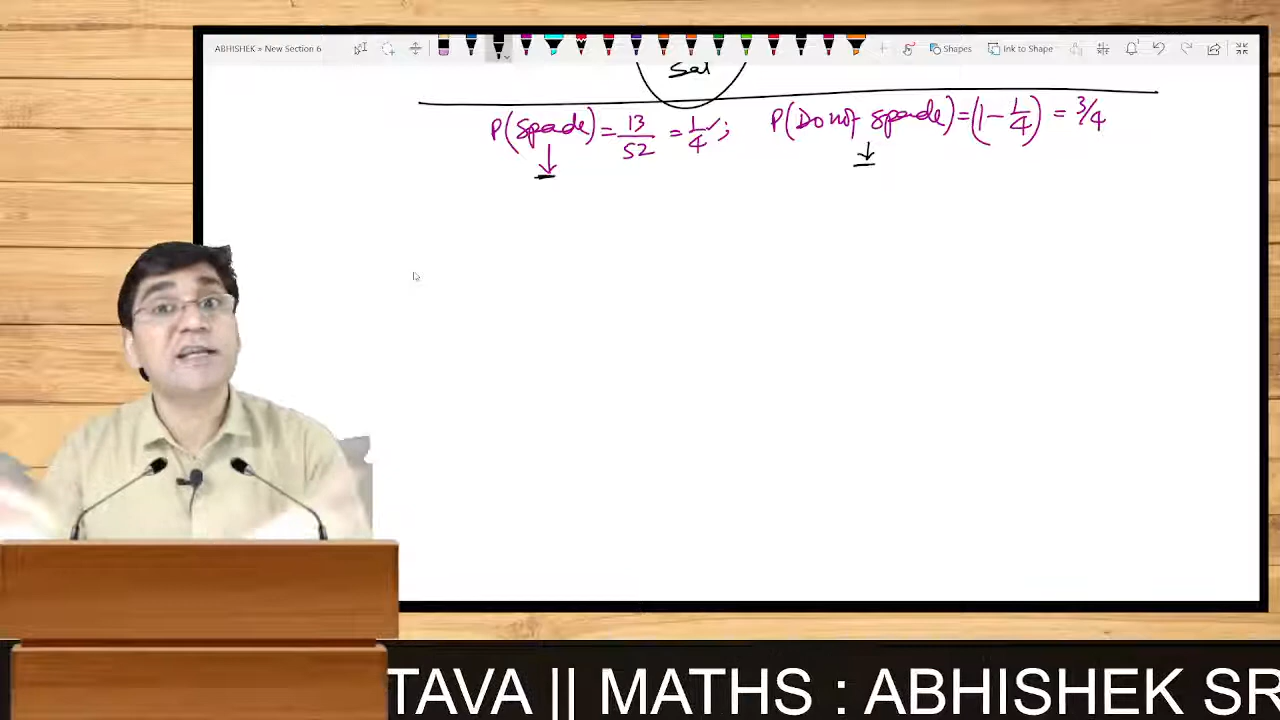 ABHISHEK » New Section 6
Shapes
Ink to Shape
Sal
P(Spade) = 13/52 = 1/4 ✓; P(Do not spade) = (1 - 1/4) = 3/4
TAVA || MATHS : ABHISHEK SR